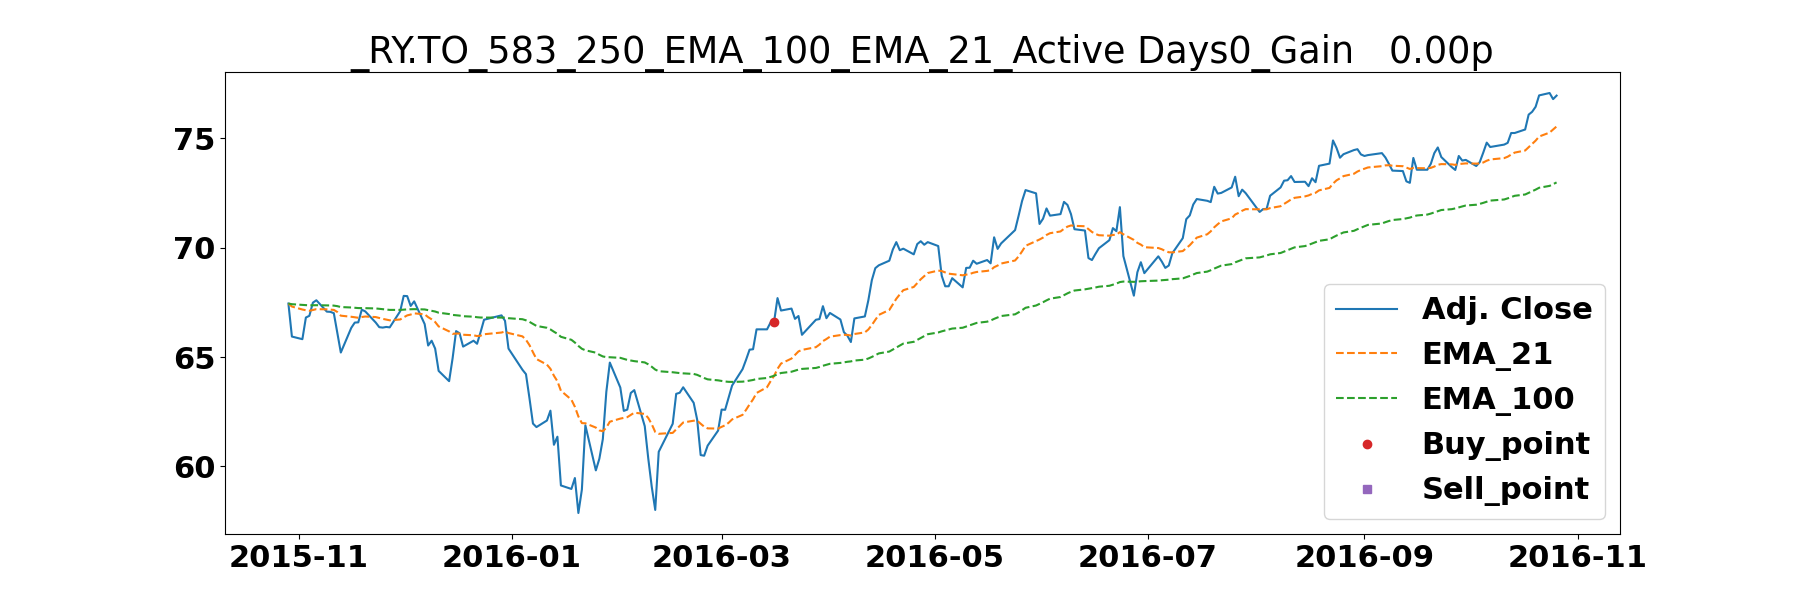 _RY.TO_583_250_EMA_100_EMA_21_Active Days0_Gain   0.00p
75
70
65
60
Adj. Close
EMA_21
EMA_100
Buy_point
Sell_point
2015-11 2016-01 2016-03 2016-05 2016-07 2016-09 2016-11